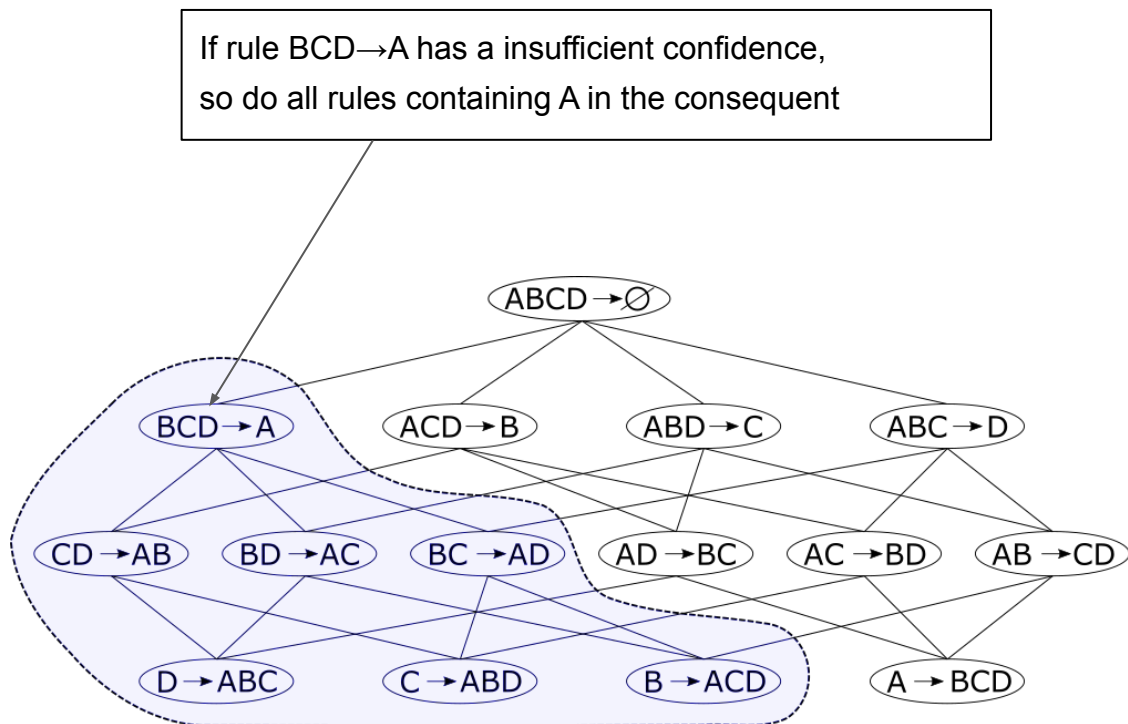 If rule BCD→A has a insufficient confidence,
so do all rules containing A in the consequent
ABCD→∅
BCD→A
ACD→B
ABD→C
ABC→D
CD→AB
BD→AC
BC→AD
AD→BC
AC→BD
AB→CD
D→ABC
C→ABD
B→ACD
A→BCD